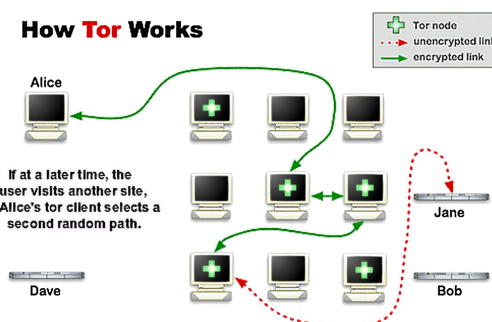 How Tor Works
Tor node
unencrypted link
encrypted link
Alice
If at a later time, the
user visits another site,
Alice's tor client selects a
second random path.
Jane
Dave
Bob